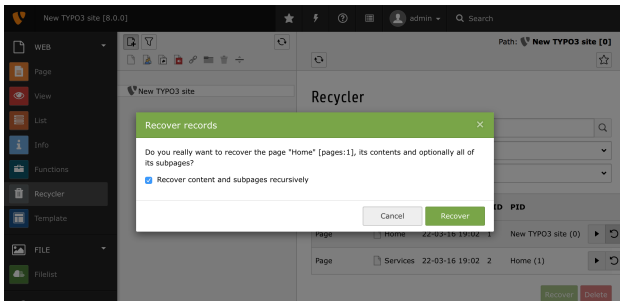 New TYPO3 site [8.0.0]
admin
Search
WEB
Page
View
List
Info
Functions
Recycler
Template
FILE
Filelist
New TYPO3 site
Path: New TYPO3 site [0]
Recycler
Recover records
×
Do you really want to recover the page "Home" [pages:1], its contents and optionally all of
its subpages?
Recover content and subpages recursively
Cancel
Recover
PID
Page Home 22-03-16 19:02 1 New TYPO3 site (0)
Page Services 22-03-16 19:02 2 Home (1)
Recover Delete